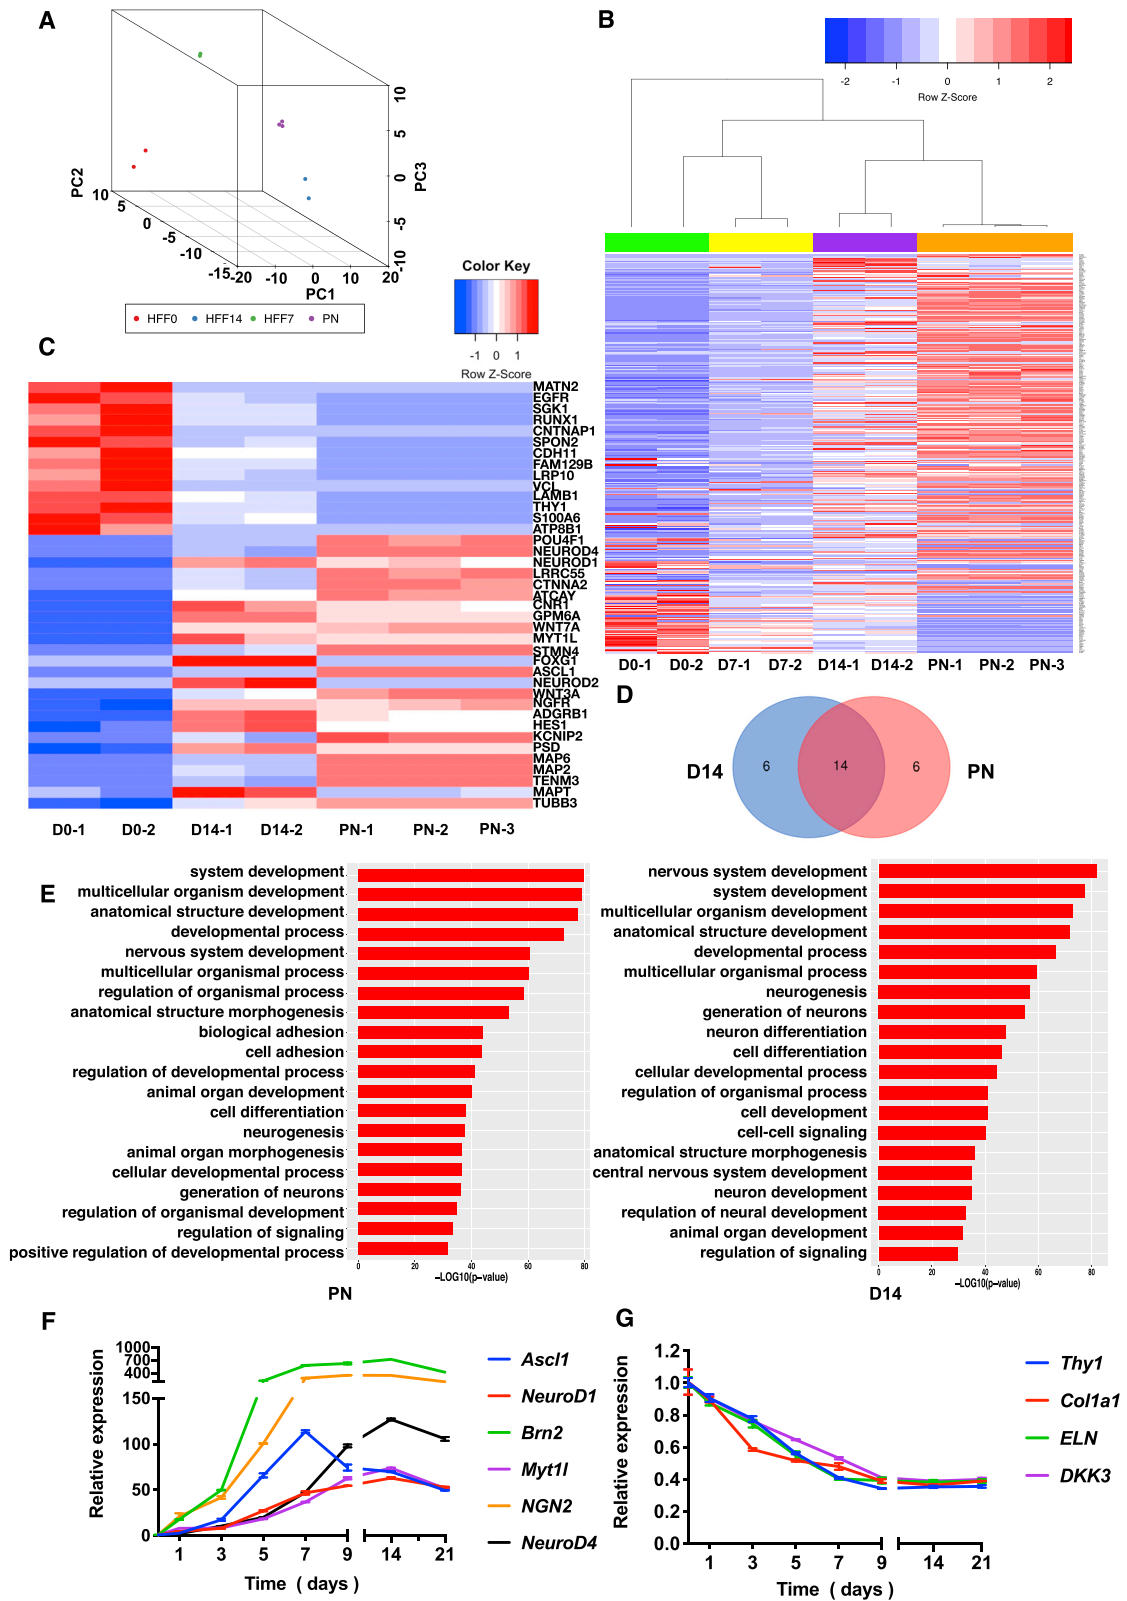 A
PC2
10
5
0
-5
-10
-15
-20
-10
0
10
20
PC1
10
5
0
-5
-10
PC3
HFF0
HFF14
HFF7
PN
B
-2
-1
0
1
2
Row Z-Score
D0-1
D0-2
D7-1
D7-2
D14-1
D14-2
PN-1
PN-2
PN-3
C
Color Key
-1
0
1
Row Z-Score
MATN2
EGFR
SGK1
RUNX1
CNTNAP1
SPON2
CDH11
FAM129B
LRP10
VCL
LAMB1
THY1
S100A6
ATP8B1
POU4F1
NEUROD4
NEUROD1
LRRC55
CTNNA2
ATCAY
CNR1
GPM6A
WNT7A
MYT1L
STMN4
FOXG1
ASCL1
NEUROD2
WNT3A
NGFR
ADGRB1
HES1
KCNIP2
PSD
MAP6
MAP2
TENM3
MAPT
TUBB3
D0-1
D0-2
D14-1
D14-2
PN-1
PN-2
PN-3
D
D14
6
14
6
PN
E
system development
multicellular organism development
anatomical structure development
developmental process
nervous system development
multicellular organismal process
regulation of organismal process
anatomical structure morphogenesis
biological adhesion
cell adhesion
regulation of developmental process
animal organ development
cell differentiation
neurogenesis
animal organ morphogenesis
cellular developmental process
generation of neurons
regulation of organismal development
regulation of signaling
positive regulation of developmental process
0
20
40
60
80
-LOG10(p-value)
PN
nervous system development
system development
multicellular organism development
anatomical structure development
developmental process
multicellular organismal process
neurogenesis
generation of neurons
neuron differentiation
cell differentiation
cellular developmental process
regulation of organismal process
cell development
cell-cell signaling
anatomical structure morphogenesis
central nervous system development
neuron development
requlation of neural development
animal organ development
regulation of signaling
0
20
40
60
80
-LOG10(p-value)
D14
F
Relative expression
1000
700
400
150
100
50
0
1
3
5
7
9
14
21
Time ( days )
Ascl1
NeuroD1
Brn2
Myt1l
NGN2
NeuroD4
G
Relative expression
1.2
1.0
0.8
0.6
0.4
0.2
0.0
1
3
5
7
9
14
21
Time ( days )
Thy1
Col1a1
ELN
DKK3